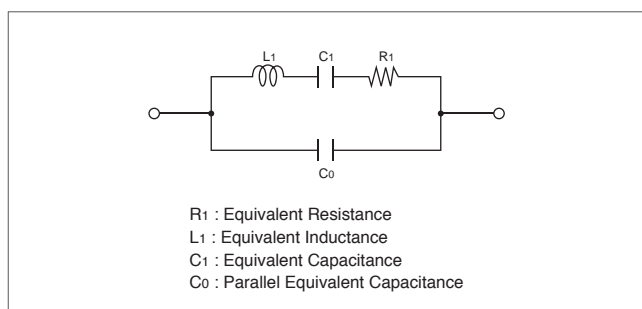 L1 C1 R1
C0
R1 : Equivalent Resistance
L1 : Equivalent Inductance
C1 : Equivalent Capacitance
C0 : Parallel Equivalent Capacitance